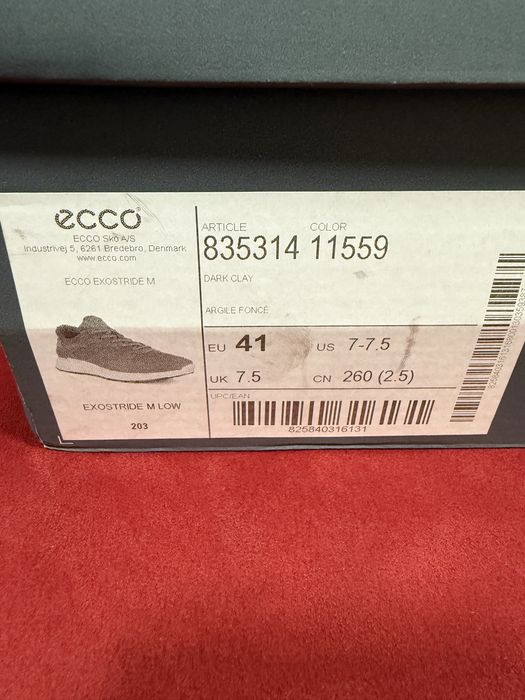 ecco
ECCO Sko A/S
Industrivej 5, 6261 Bredebro, Denmark
www.ecco.com
ECCO EXOSTRIDE M
EXOSTRIDE M LOW
203
ARTICLE COLOR
835314 11559
DARK CLAY
ARGILE FONCÉ
EU 41 US 7-7.5
UK 7.5 CN 260 (2.5)
UPC/EAN
825840316131